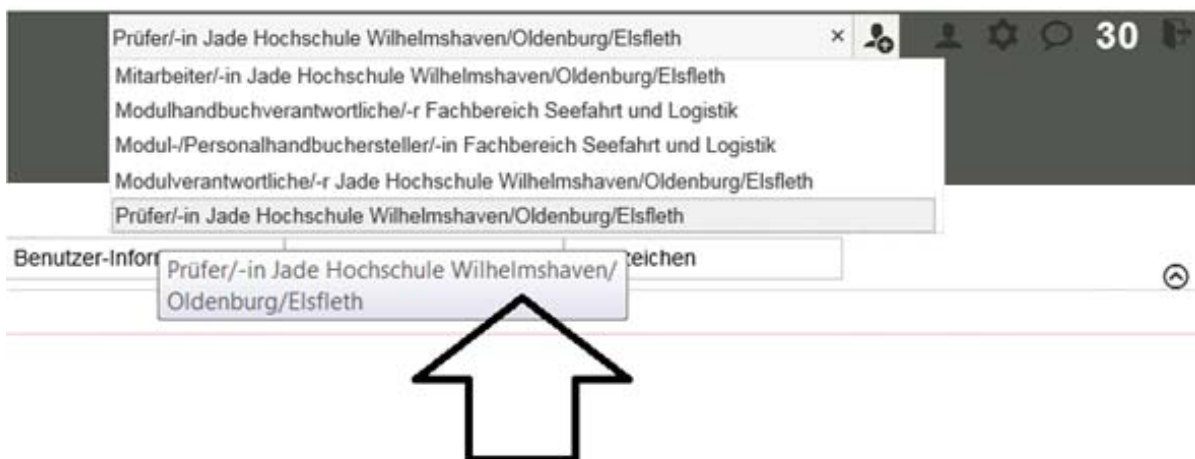 Prüfer/-in Jade Hochschule Wilhelmshaven/Oldenburg/Elsfleth ×
30
Mitarbeiter/-in Jade Hochschule Wilhelmshaven/Oldenburg/Elsfleth
Modulhandbuchverantwortliche/-r Fachbereich Seefahrt und Logistik
Modul-/Personalhandbuchersteller/-in Fachbereich Seefahrt und Logistik
Modulverantwortliche/-r Jade Hochschule Wilhelmshaven/Oldenburg/Elsfleth
Prüfer/-in Jade Hochschule Wilhelmshaven/Oldenburg/Elsfleth
Benutzer-Infor
zeichen
Prüfer/-in Jade Hochschule Wilhelmshaven/
Oldenburg/Elsfleth